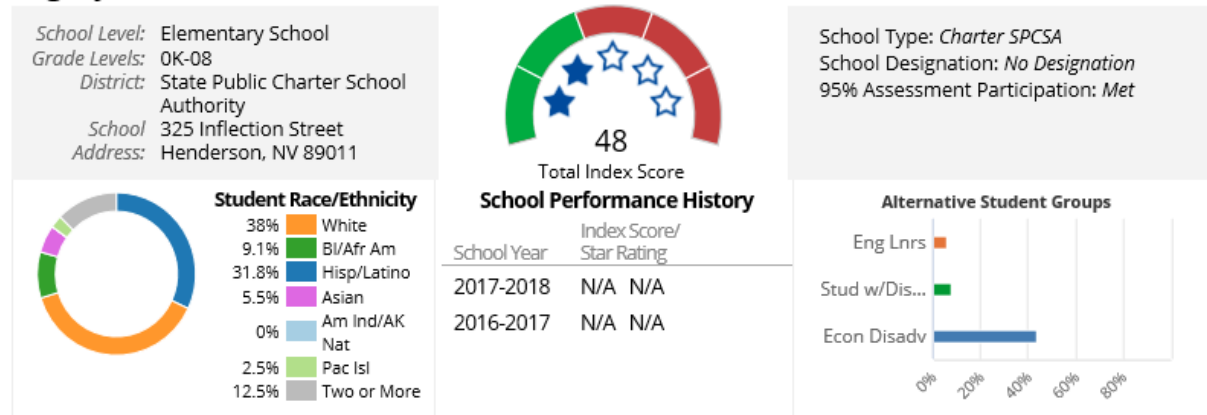 School Level: Elementary School
Grade Levels: 0K-08
District: State Public Charter School
Authority
School 325 Inflection Street
Address: Henderson, NV 89011
48
Total Index Score
School Type: Charter SPCSA
School Designation: No Designation
95% Assessment Participation: Met
Student Race/Ethnicity
38% White
9.1% Bl/Afr Am
31.8% Hisp/Latino
5.5% Asian
0% Am Ind/AK
Nat
2.5% Pac Isl
12.5% Two or More
School Performance History
School Year Index Score/
Star Rating
2017-2018 N/A N/A
2016-2017 N/A N/A
Alternative Student Groups
Eng Lnrs
Stud w/Dis...
Econ Disadv
0% 20% 40% 60% 80%